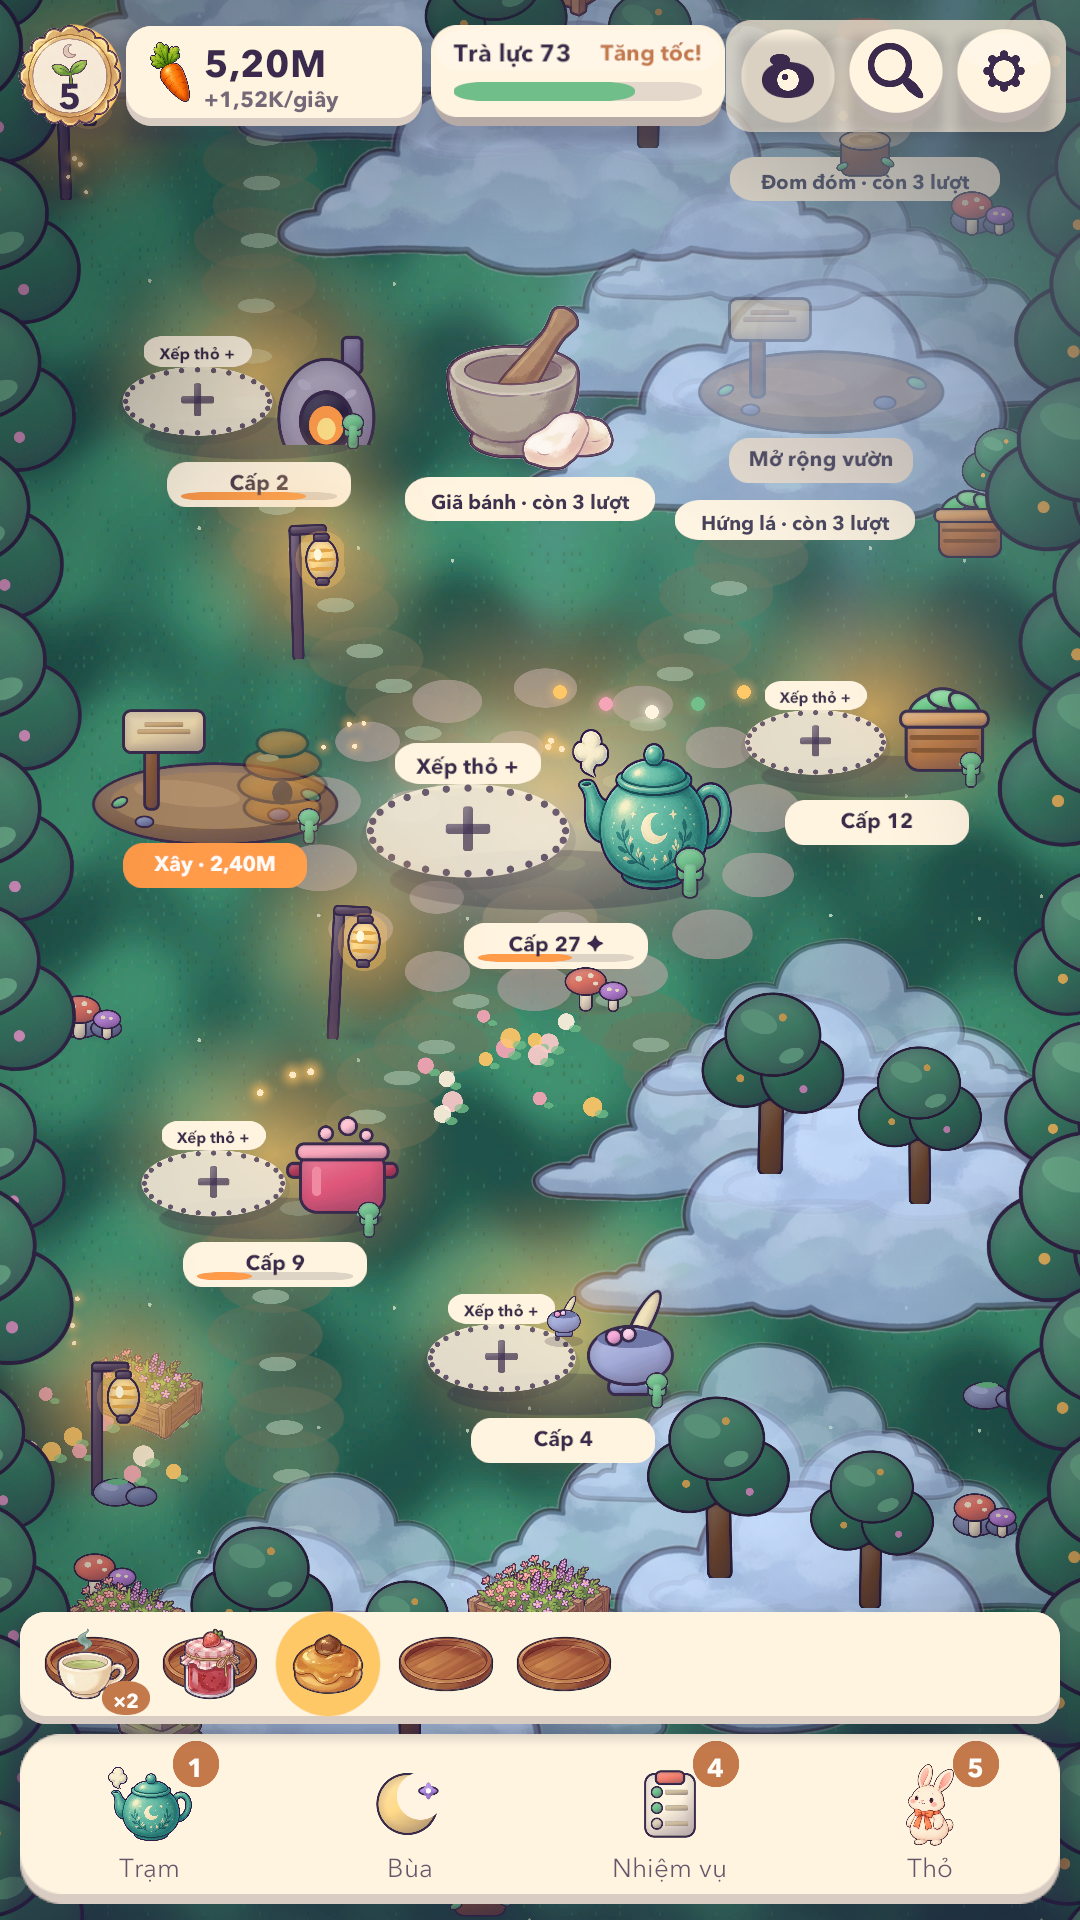 5
5,20M
+1,52K/giây
Trà lực 73
Tăng tốc!
Đom đóm · còn 3 lượt
Xếp thỏ +
Cấp 2
Giã bánh · còn 3 lượt
Mở rộng vườn
Hứng lá · còn 3 lượt
Xếp thỏ +
Cấp 12
Xếp thỏ +
Xây · 2,40M
Cấp 27 ✦
Xếp thỏ +
Cấp 9
Xếp thỏ +
Cấp 4
×2
1
4
5
Trạm
Bùa
Nhiệm vụ
Thỏ